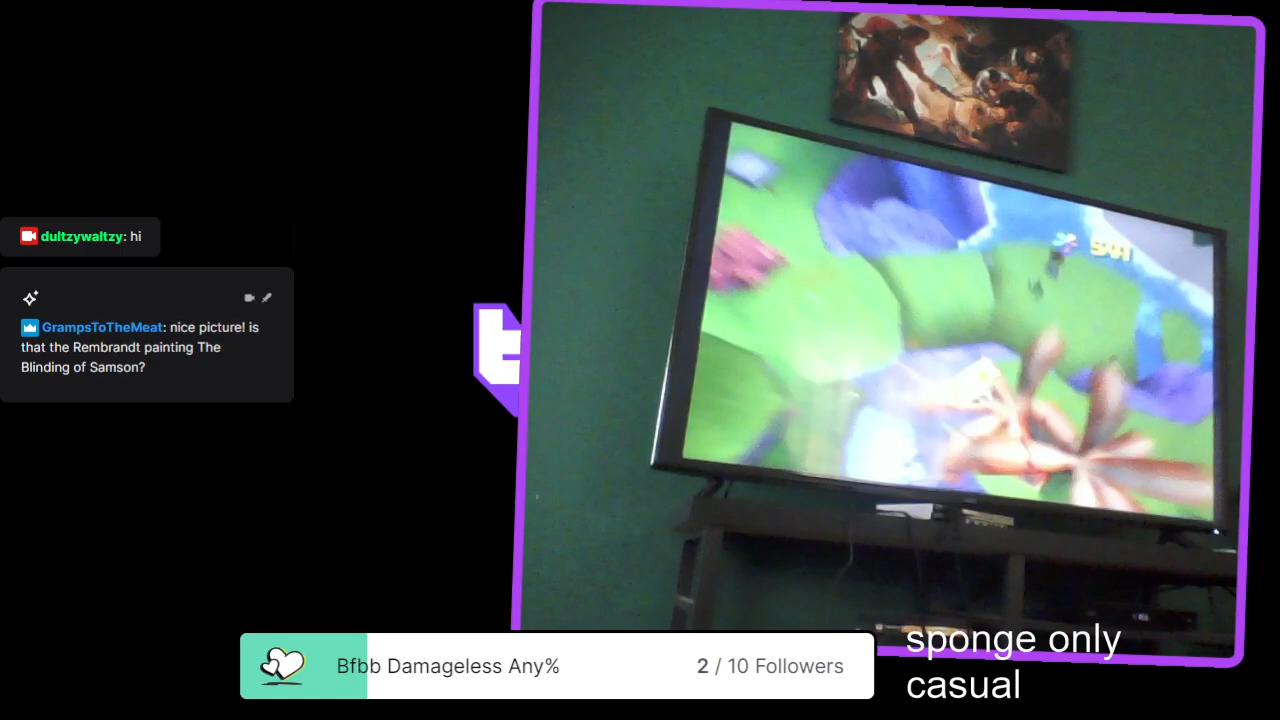 dultzywaltzy: hi
GrampsToTheMeat: nice picture! is
that the Rembrandt painting The
Blinding of Samson?
Bfbb Damageless Any%
2 / 10 Followers
sponge only
casual